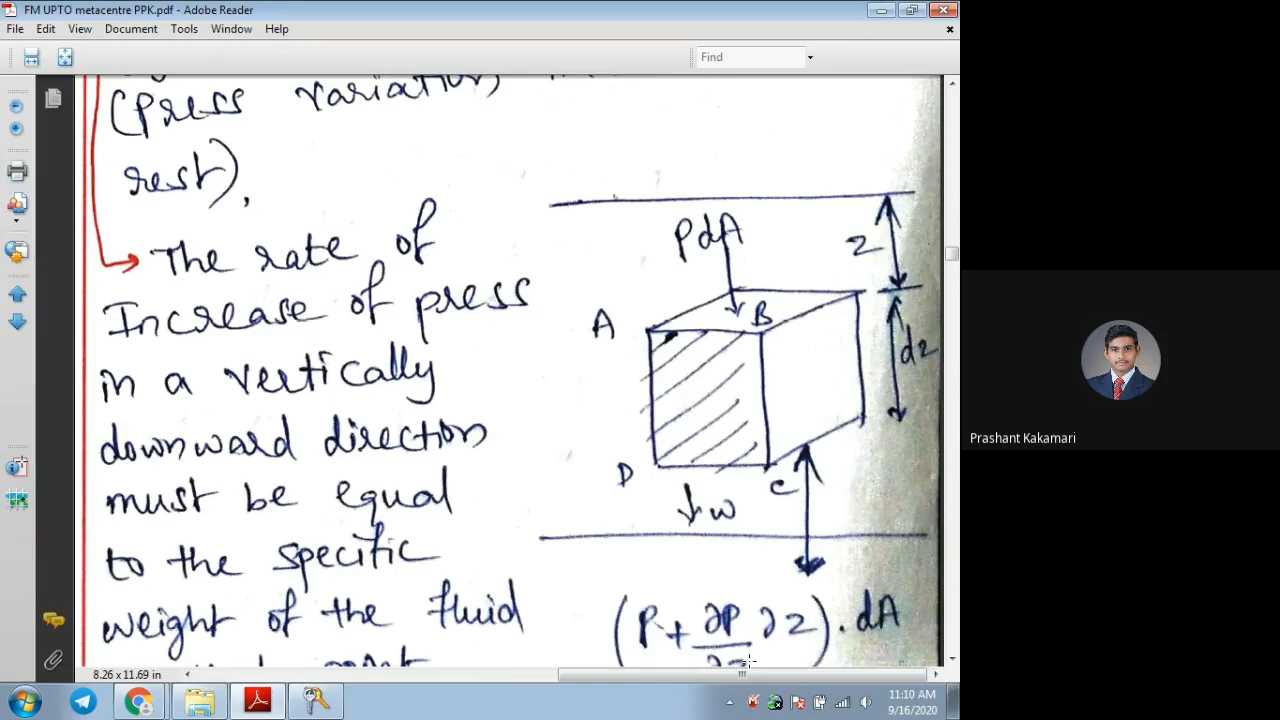 FM UPTO metacentre PPK.pdf - Adobe Reader
File Edit View Document Tools Window Help
Find
(Press variation,
rest).
The rate of
Increase of press
in a vertically
downward direction
must be equal
to the specific
weight of the fluid
PdA
Z
A
B
dz
D
C
w
(P + ∂P ∂z) . dA
8.26 x 11.69 in
Prashant Kakamari
11:10 AM
9/16/2020